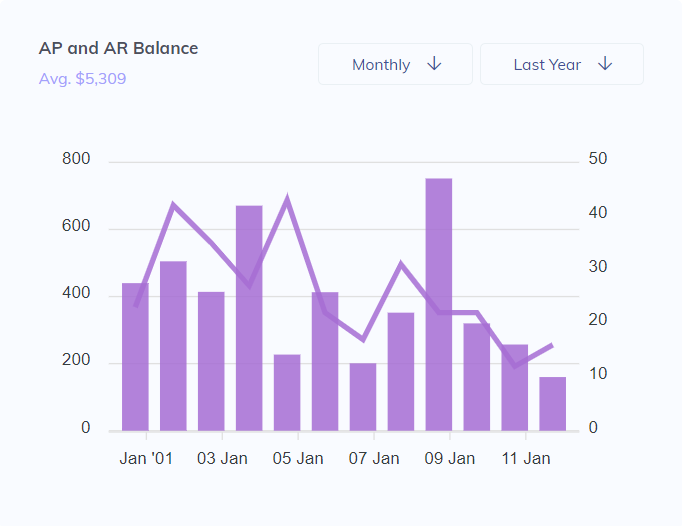 AP and AR Balance
Avg. $5,309
Monthly
Last Year
800
600
400
200
0
50
40
30
20
10
0
Jan '01
03 Jan
05 Jan
07 Jan
09 Jan
11 Jan